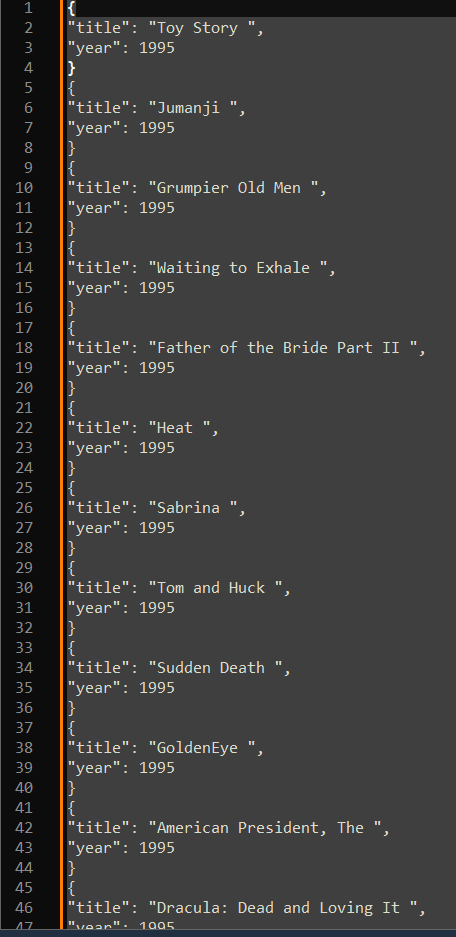 1 {
2 "title": "Toy Story ",
3 "year": 1995
4 }
5 {
6 "title": "Jumanji ",
7 "year": 1995
8 }
9 {
10 "title": "Grumpier Old Men ",
11 "year": 1995
12 }
13 {
14 "title": "Waiting to Exhale ",
15 "year": 1995
16 }
17 {
18 "title": "Father of the Bride Part II ",
19 "year": 1995
20 }
21 {
22 "title": "Heat ",
23 "year": 1995
24 }
25 {
26 "title": "Sabrina ",
27 "year": 1995
28 }
29 {
30 "title": "Tom and Huck ",
31 "year": 1995
32 }
33 {
34 "title": "Sudden Death ",
35 "year": 1995
36 }
37 {
38 "title": "GoldenEye ",
39 "year": 1995
40 }
41 {
42 "title": "American President, The ",
43 "year": 1995
44 }
45 {
46 "title": "Dracula: Dead and Loving It ",
47 "year": 1995